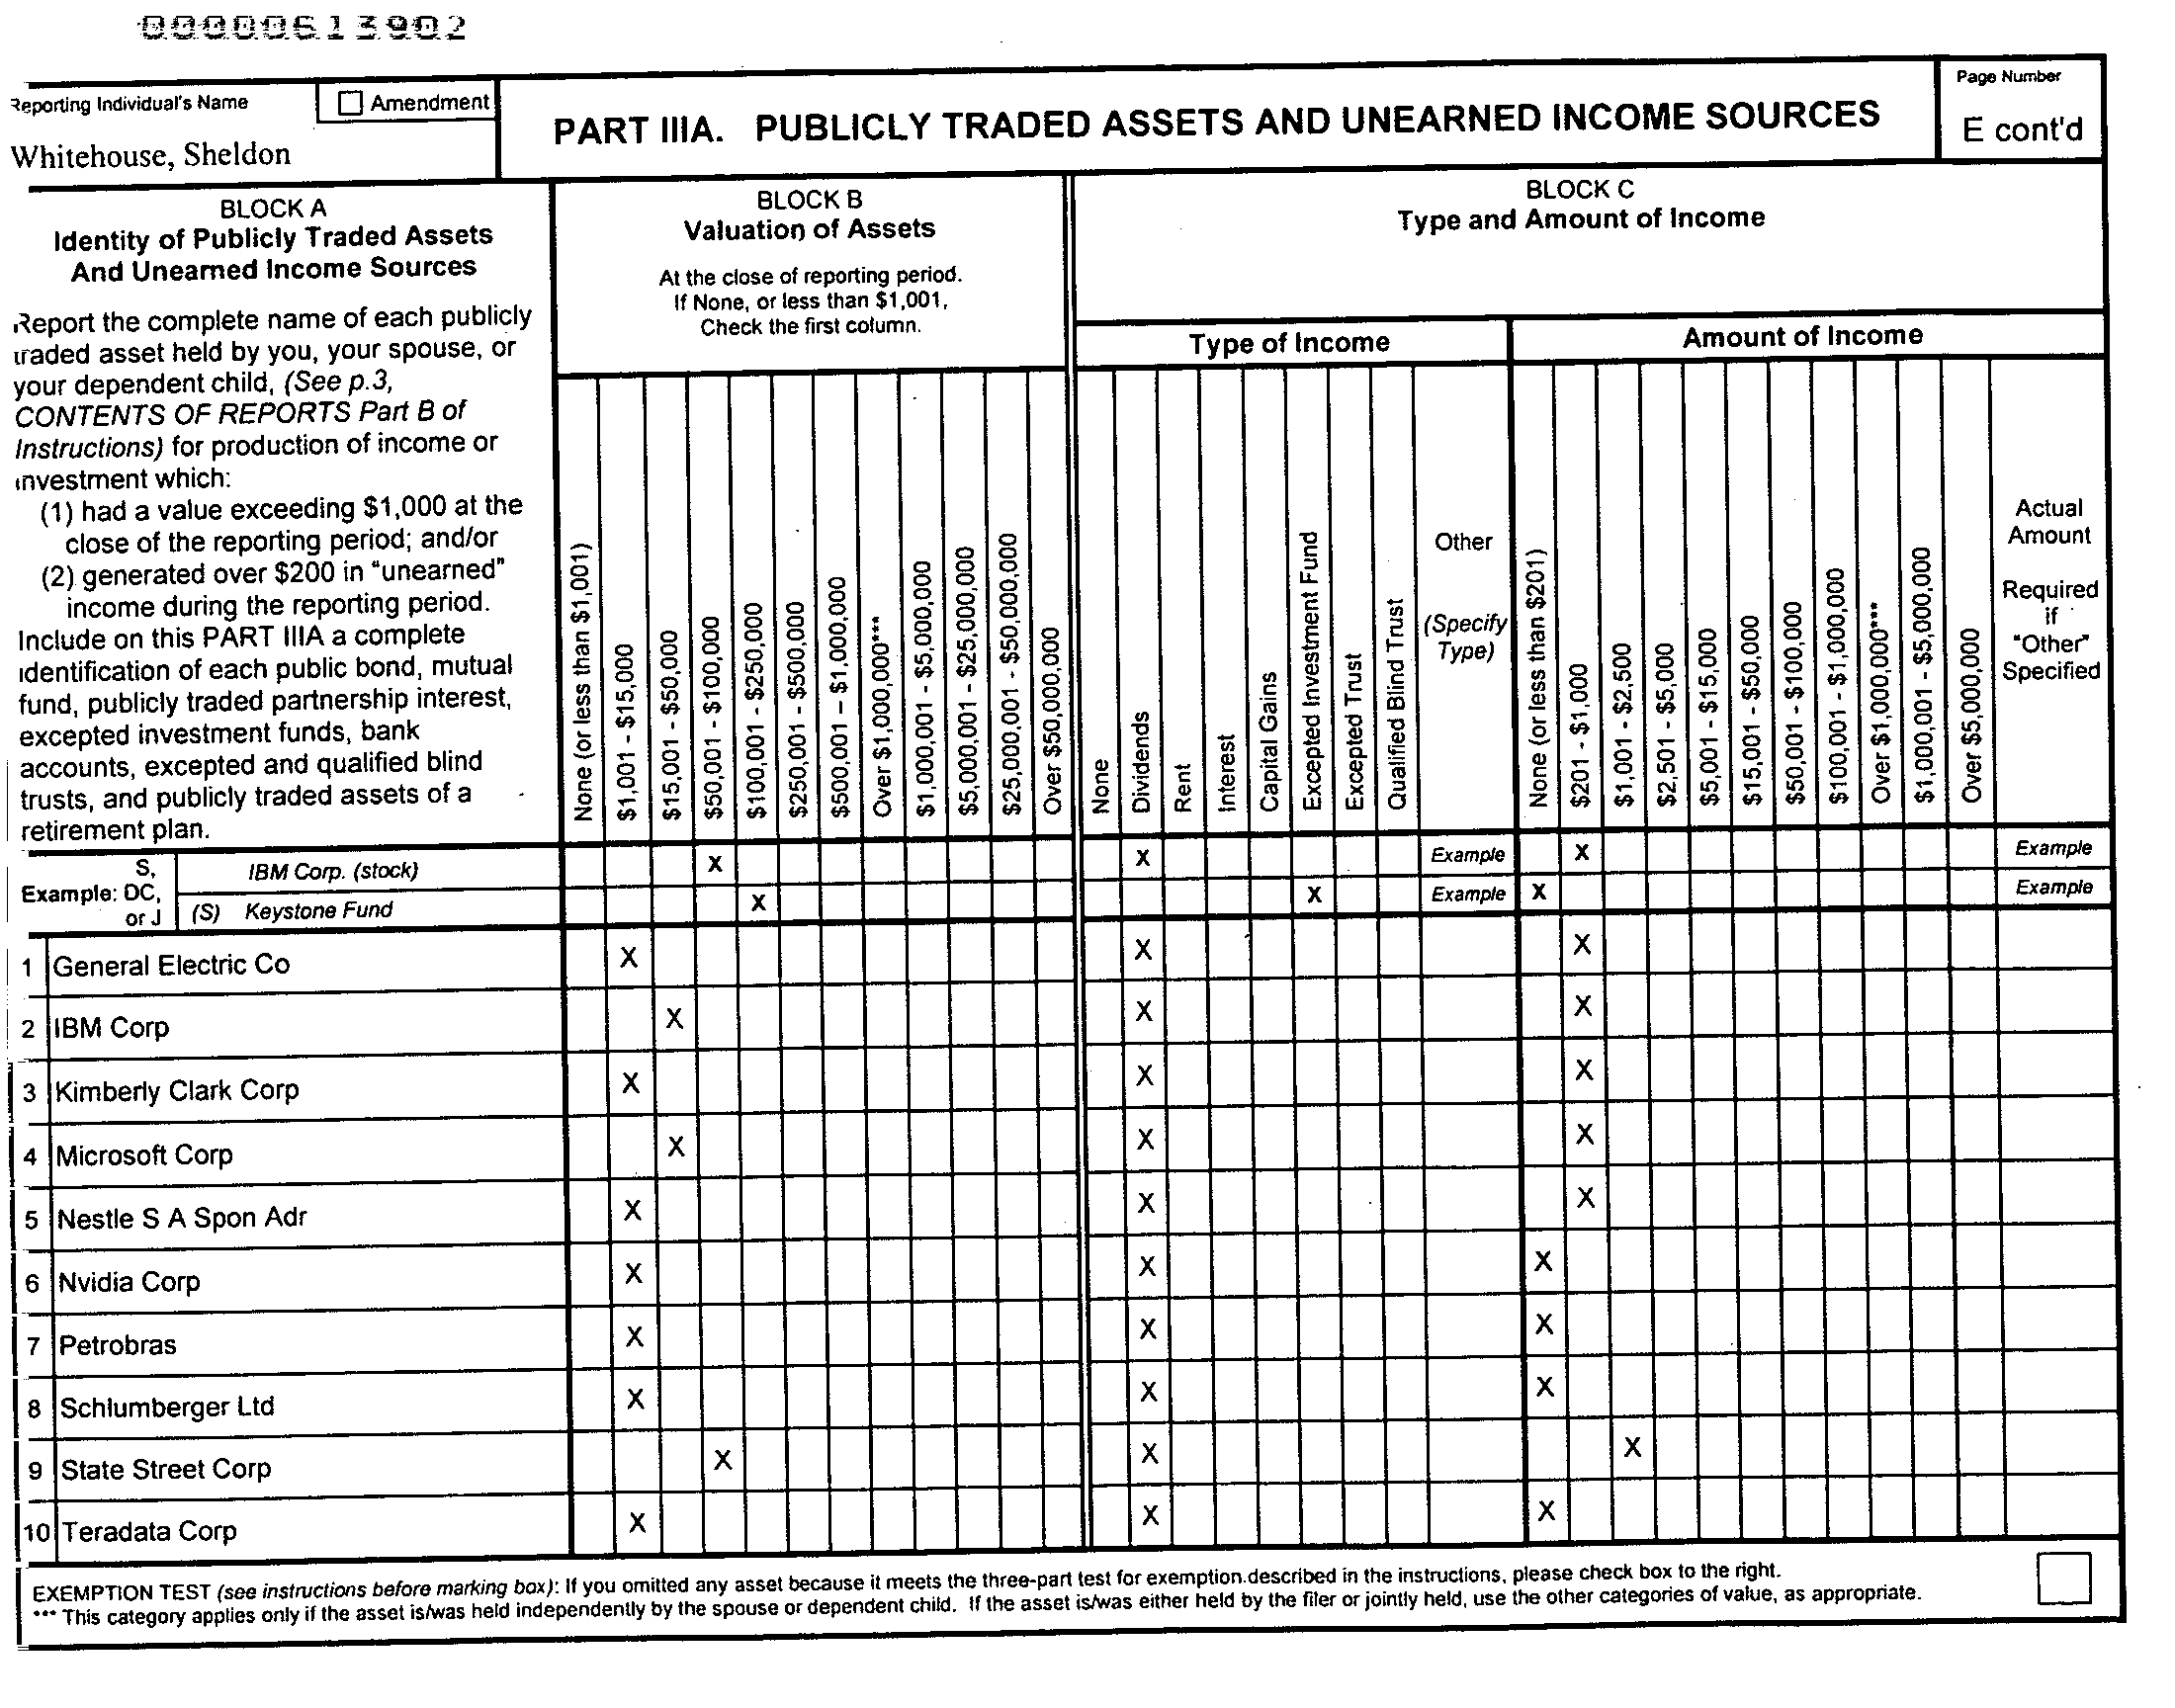 00000613902
Reporting Individual's Name
☐ Amendment
Whitehouse, Sheldon
PART IIIA. PUBLICLY TRADED ASSETS AND UNEARNED INCOME SOURCES
Page Number
E cont'd
BLOCK A
Identity of Publicly Traded Assets
And Unearned Income Sources
Report the complete name of each publicly
traded asset held by you, your spouse, or
your dependent child, (See p.3,
CONTENTS OF REPORTS Part B of
Instructions) for production of income or
investment which:
(1) had a value exceeding $1,000 at the
close of the reporting period; and/or
(2) generated over $200 in "unearned"
income during the reporting period.
Include on this PART IIIA a complete
identification of each public bond, mutual
fund, publicly traded partnership interest,
excepted investment funds, bank
accounts, excepted and qualified blind
trusts, and publicly traded assets of a
retirement plan.
BLOCK B
Valuation of Assets
At the close of reporting period.
If None, or less than $1,001,
Check the first column.
None (or less than $1,001)
$1,001 - $15,000
$15,001 - $50,000
$50,001 - $100,000
$100,001 - $250,000
$250,001 - $500,000
$500,001 – $1,000,000
Over $1,000,000***
$1,000,001 - $5,000,000
$5,000,001 - $25,000,000
$25,000,001 - $50,000,000
Over $50,000,000
BLOCK C
Type and Amount of Income
Type of Income
None
Dividends
Rent
Interest
Capital Gains
Excepted Investment Fund
Excepted Trust
Qualified Blind Trust
Other
(Specify
Type)
Amount of Income
None (or less than $201)
$201 - $1,000
$1,001 - $2,500
$2,501 - $5,000
$5,001 - $15,000
$15,001 - $50,000
$50,001 - $100,000
$100,001 - $1,000,000
Over $1,000,000***
$1,000,001 - $5,000,000
Over $5,000,000
Actual
Amount
Required
if
"Other"
Specified
Example: S, DC, or J
IBM Corp. (stock) X X Example X Example
(S) Keystone Fund X X Example X Example
1 General Electric Co X X X
2 IBM Corp X X X
3 Kimberly Clark Corp X X X
4 Microsoft Corp X X X
5 Nestle S A Spon Adr X X X
6 Nvidia Corp X X X
7 Petrobras X X X
8 Schlumberger Ltd X X X
9 State Street Corp X X X
10 Teradata Corp X X X
EXEMPTION TEST (see instructions before marking box): If you omitted any asset because it meets the three-part test for exemption.described in the instructions, please check box to the right.
*** This category applies only if the asset is/was held independently by the spouse or dependent child. If the asset is/was either held by the filer or jointly held, use the other categories of value, as appropriate.